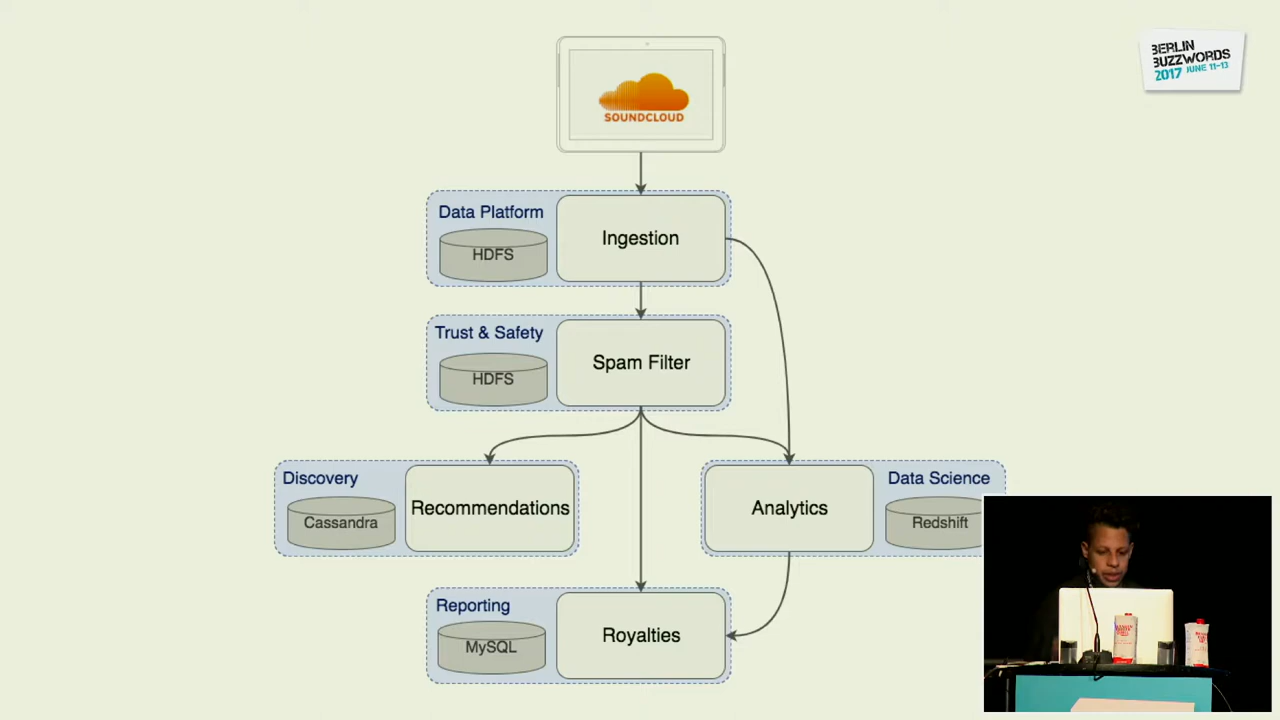 BERLIN
BUZZWORDS
2017 JUNE 11-13
SOUNDCLOUD
Data Platform
HDFS
Ingestion
Trust & Safety
HDFS
Spam Filter
Discovery
Cassandra
Recommendations
Analytics
Data Science
Redshift
Reporting
MySQL
Royalties